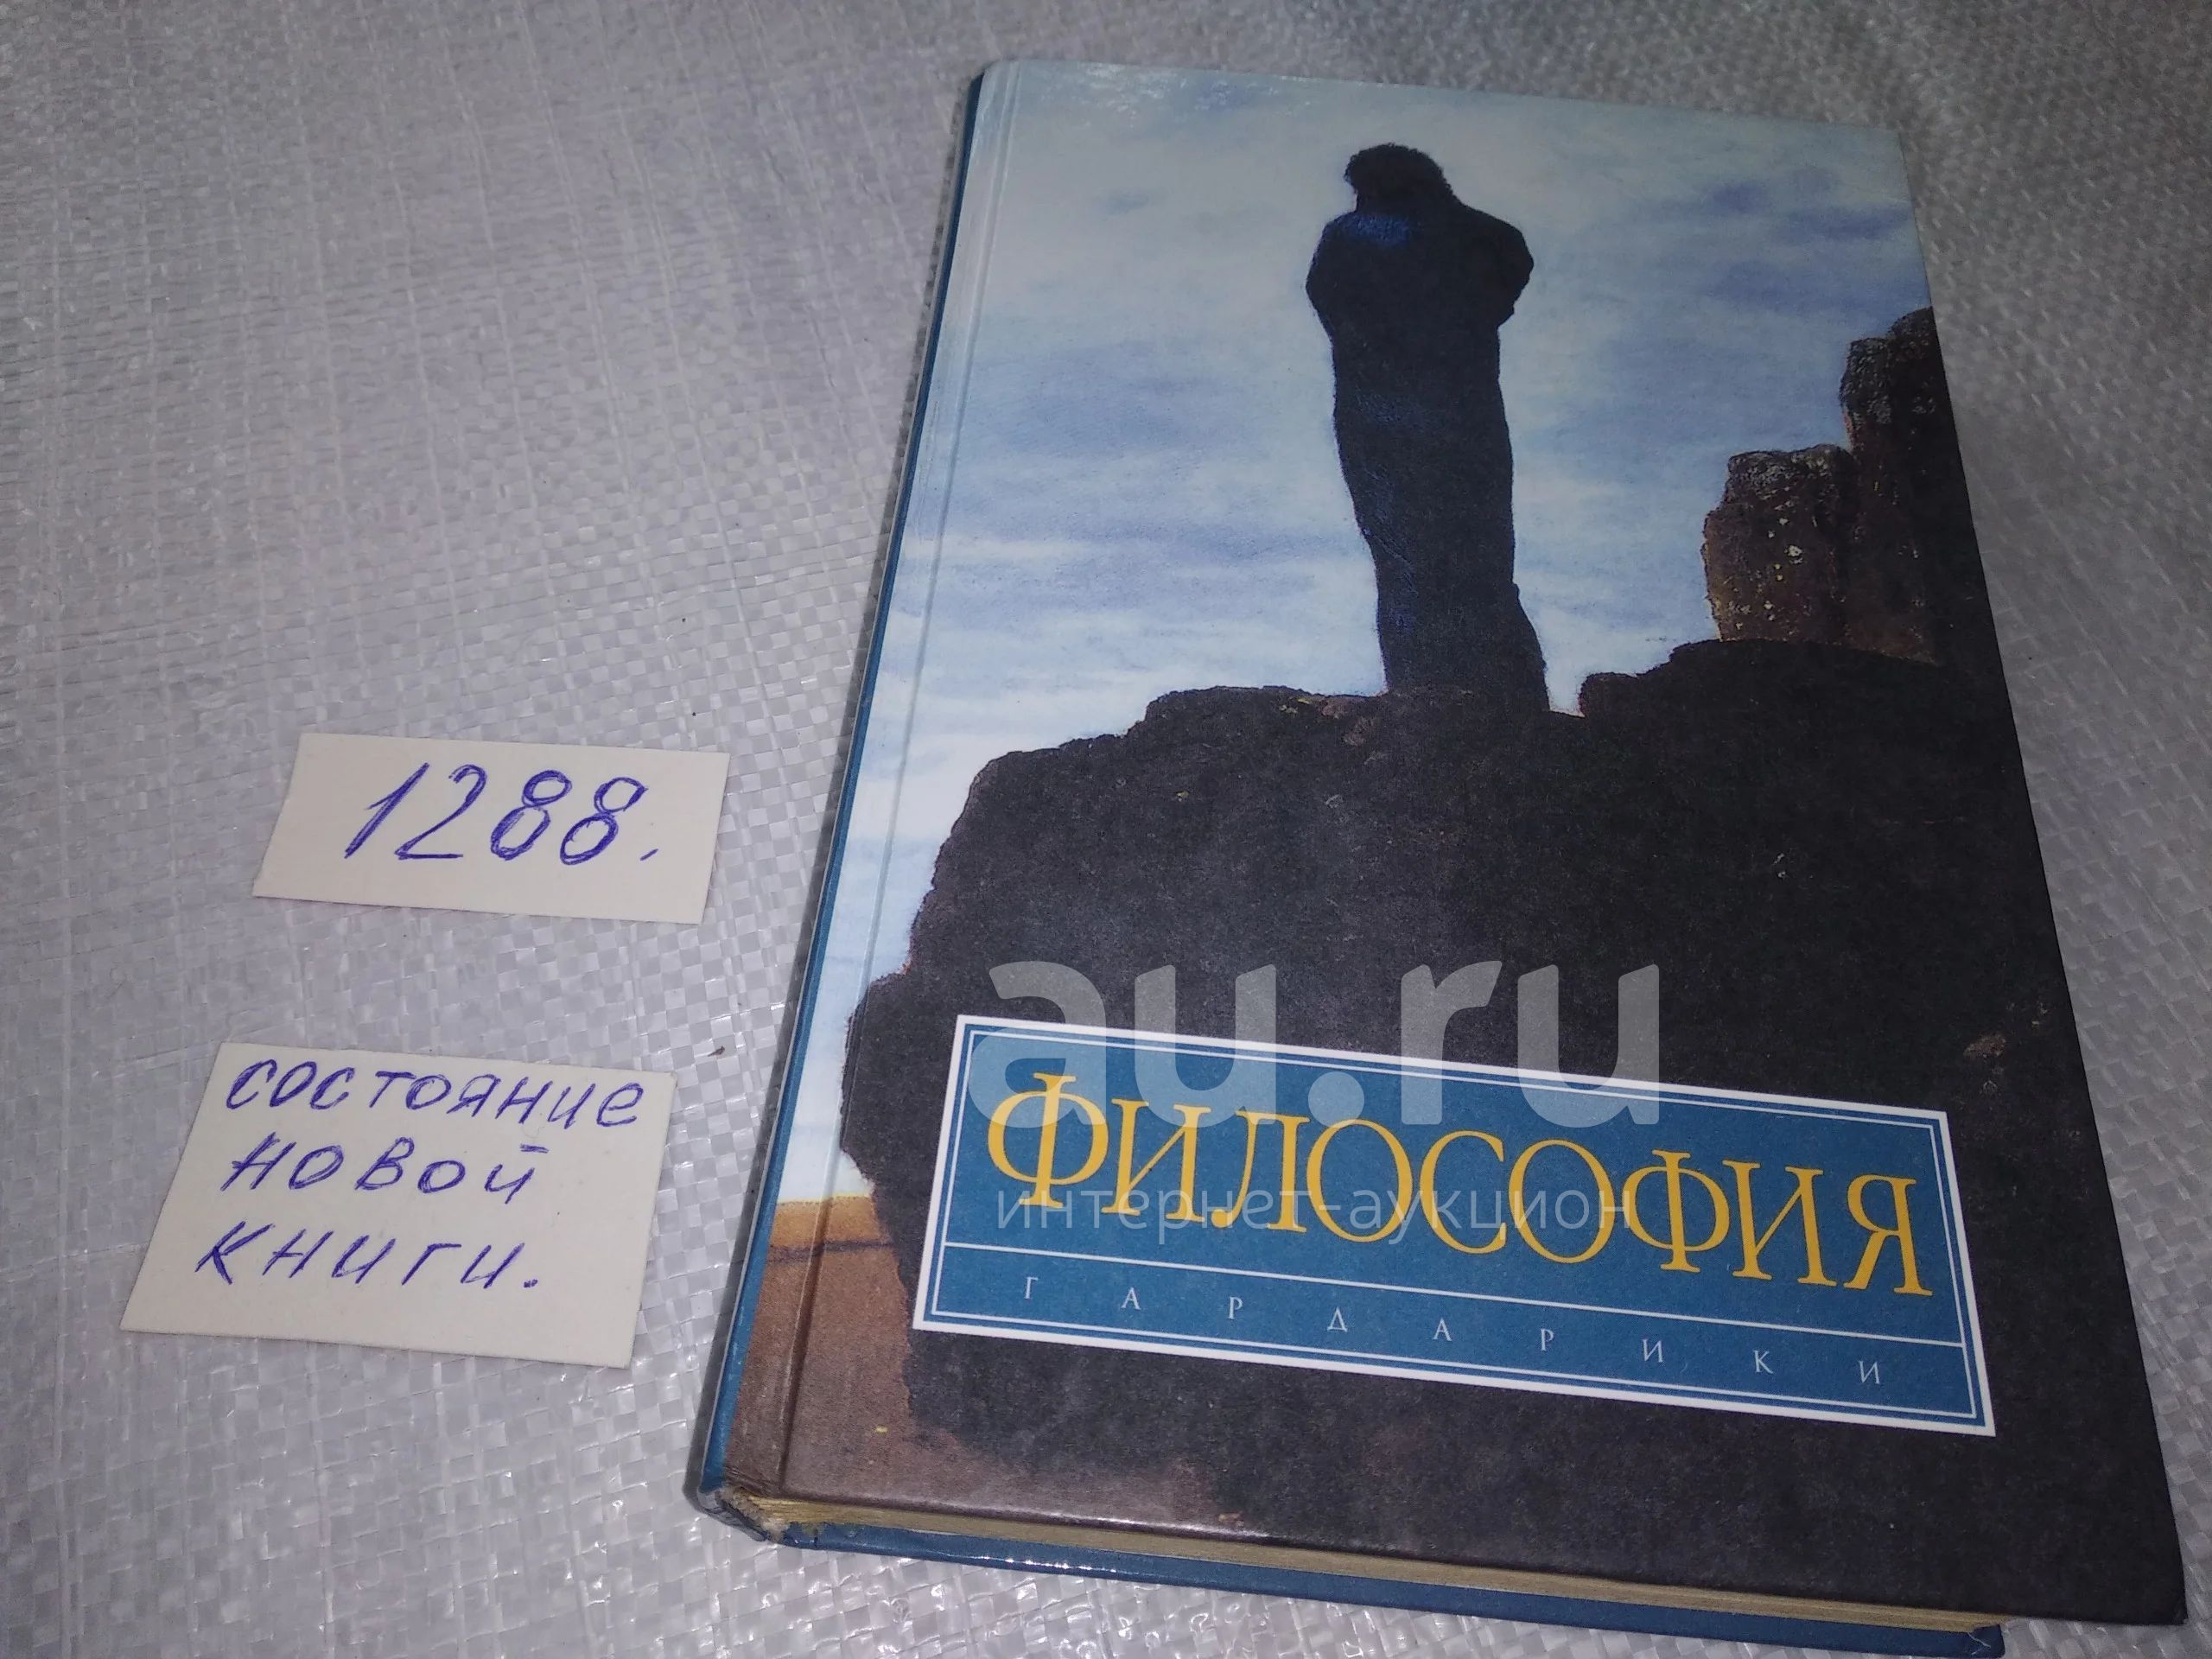 1288.
состояние
новой
книги.
au.ru
интернет-аукцион
ФИЛОСОФИЯ
ГАРДАРИКИ